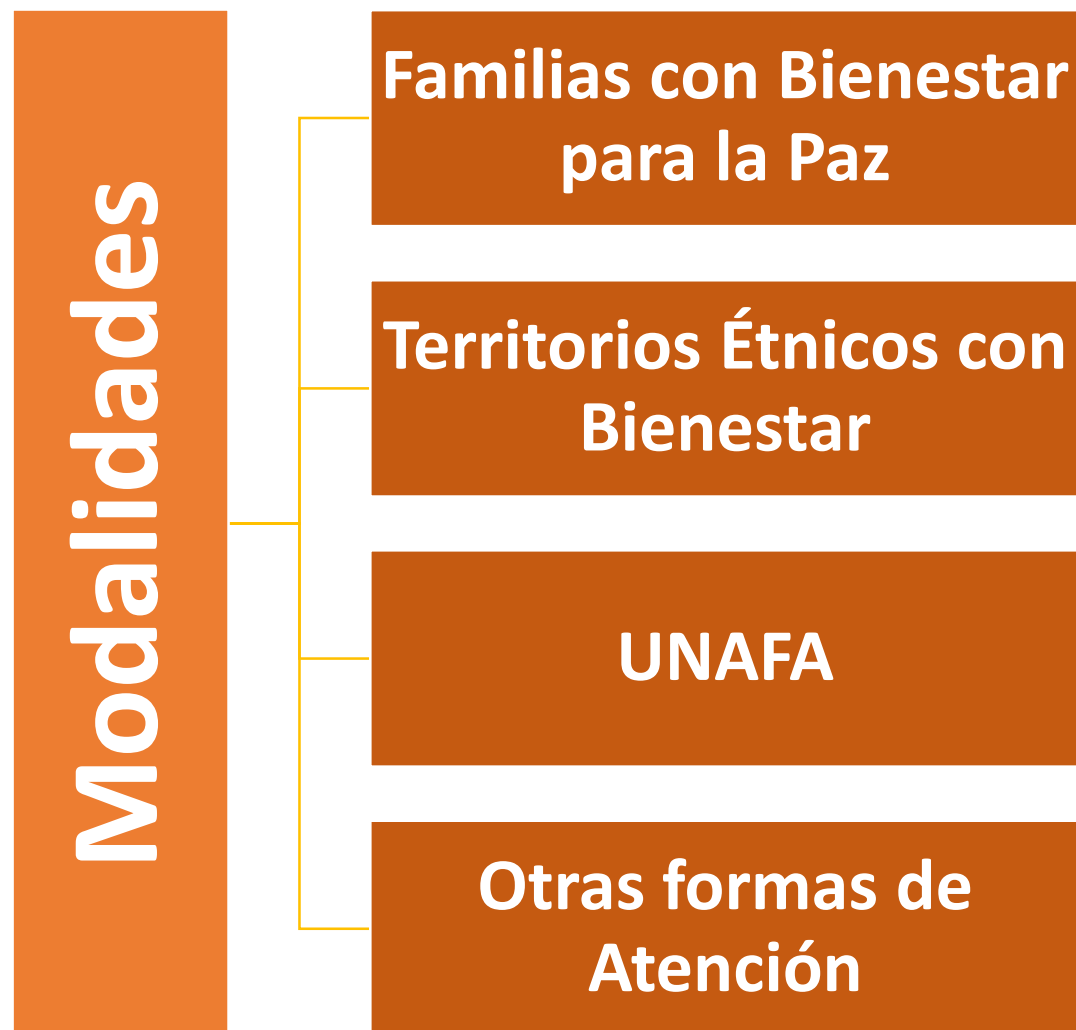 Modalidades
Familias con Bienestar
para la Paz
Territorios Étnicos con
Bienestar
UNAFA
Otras formas de
Atención